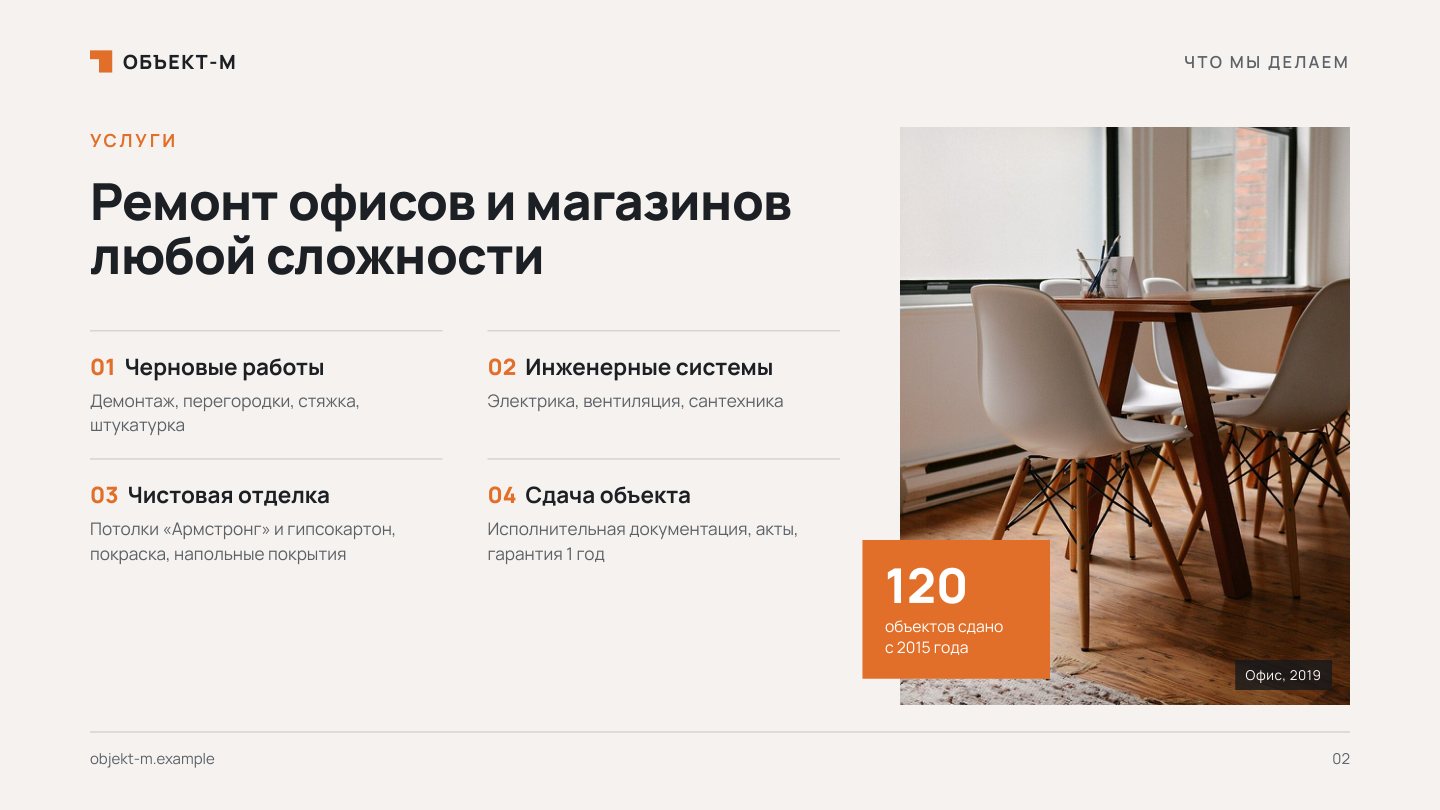 ОБЪЕКТ-М
ЧТО МЫ ДЕЛАЕМ
УСЛУГИ
Ремонт офисов и магазинов
любой сложности
01 Черновые работы
Демонтаж, перегородки, стяжка,
штукатурка
02 Инженерные системы
Электрика, вентиляция, сантехника
03 Чистовая отделка
Потолки «Армстронг» и гипсокартон,
покраска, напольные покрытия
04 Сдача объекта
Исполнительная документация, акты,
гарантия 1 год
120
объектов сдано
с 2015 года
Офис, 2019
objekt-m.example
02